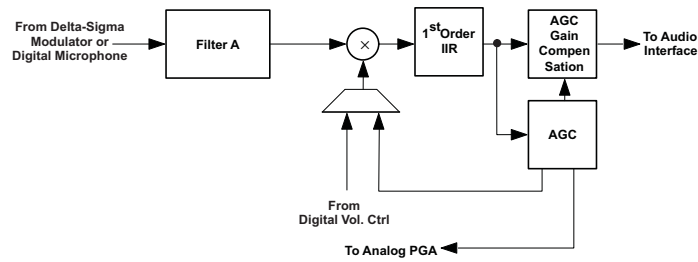 From Delta-Sigma
Modulator or
Digital Microphone
Filter A
×
1st Order
IIR
AGC
Gain
Compen
Sation
To Audio
Interface
AGC
From
Digital Vol. Ctrl
To Analog PGA